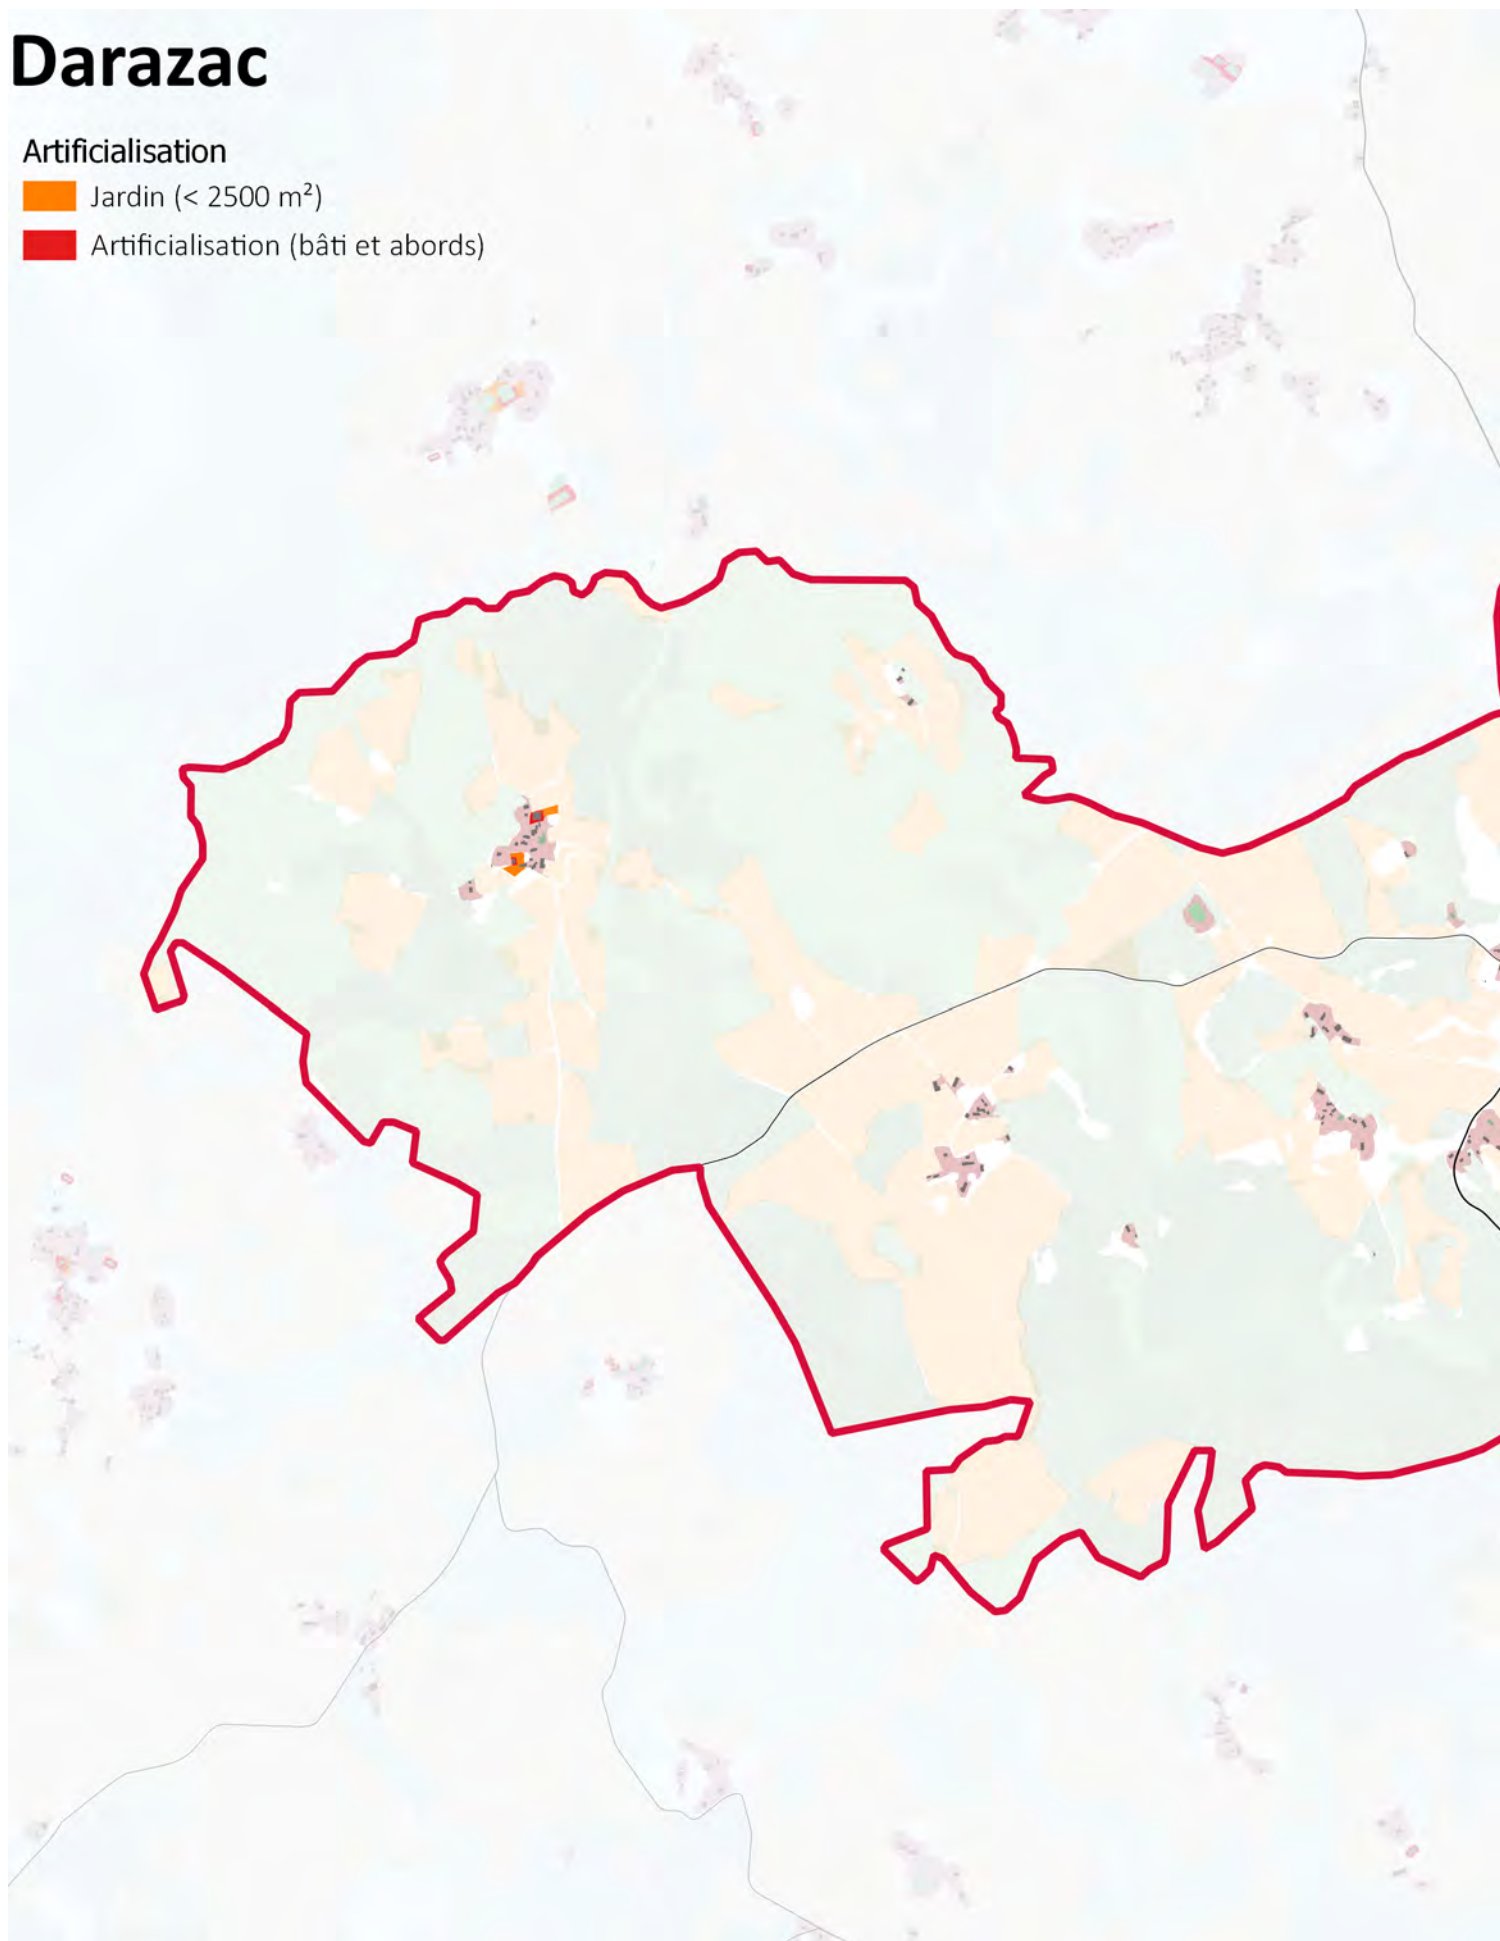 Darazac
Artificialisation
Jardin (< 2500 m²)
Artificialisation (bâti et abords)